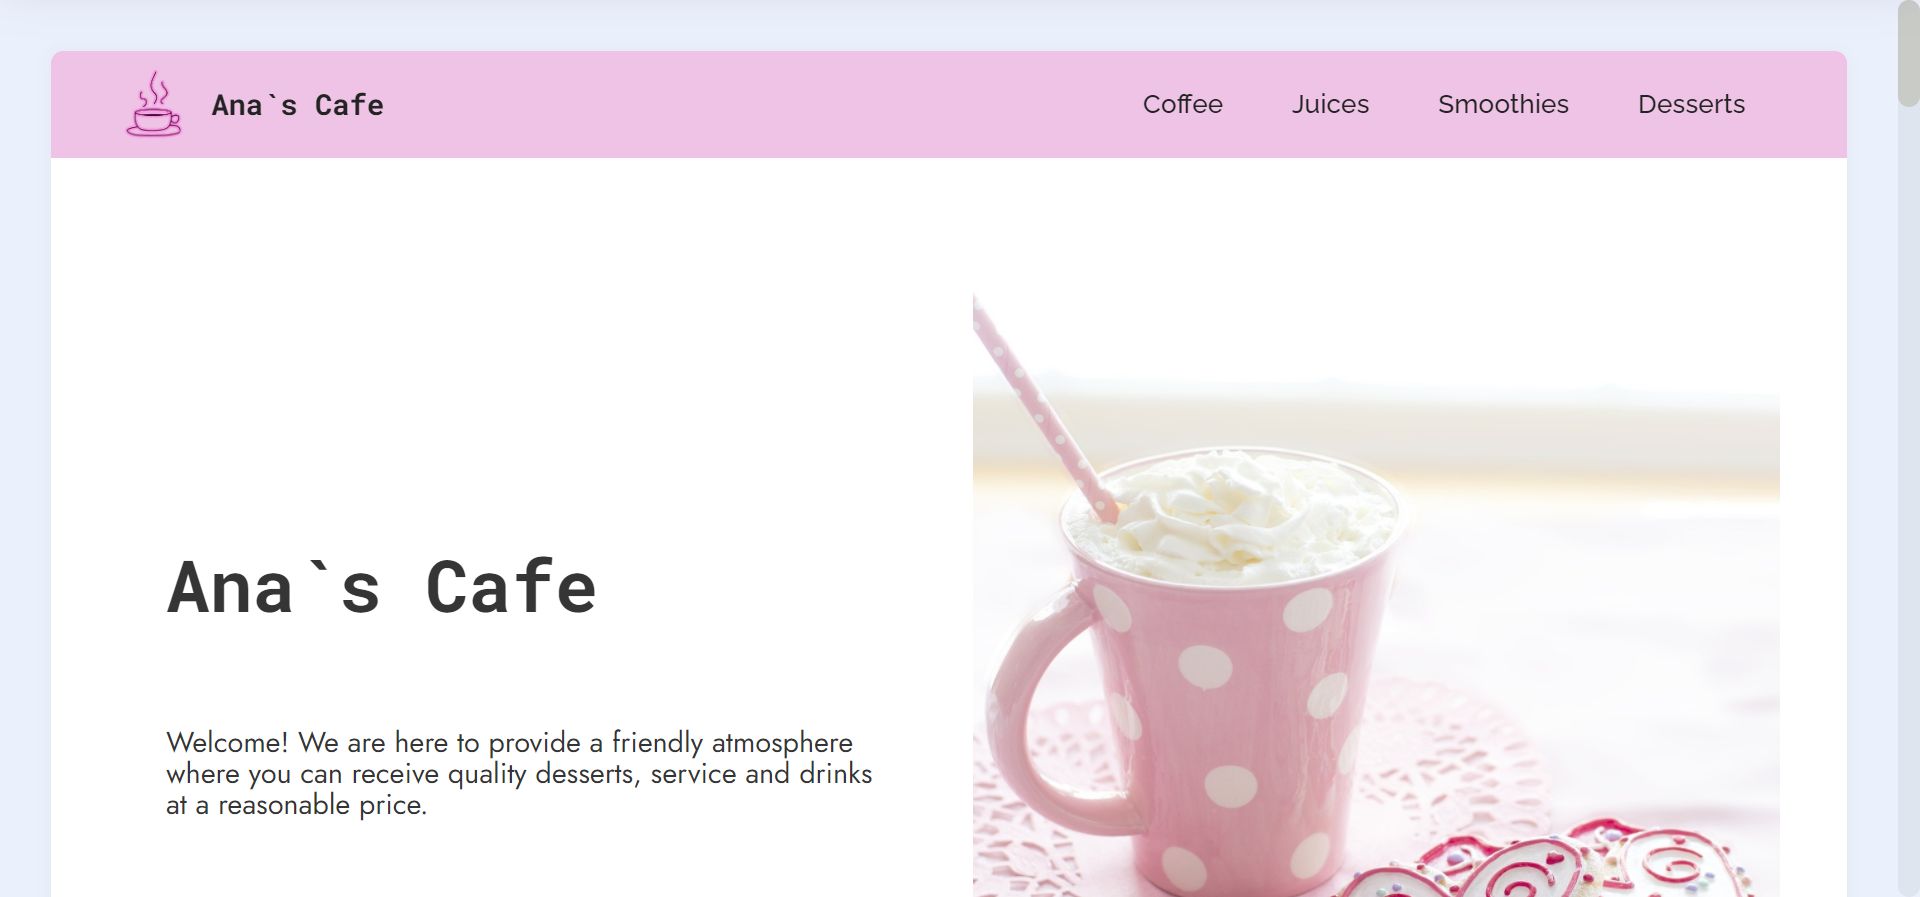 Ana`s Cafe
Coffee
Juices
Smoothies
Desserts
Ana`s Cafe
Welcome! We are here to provide a friendly atmosphere
where you can receive quality desserts, service and drinks
at a reasonable price.